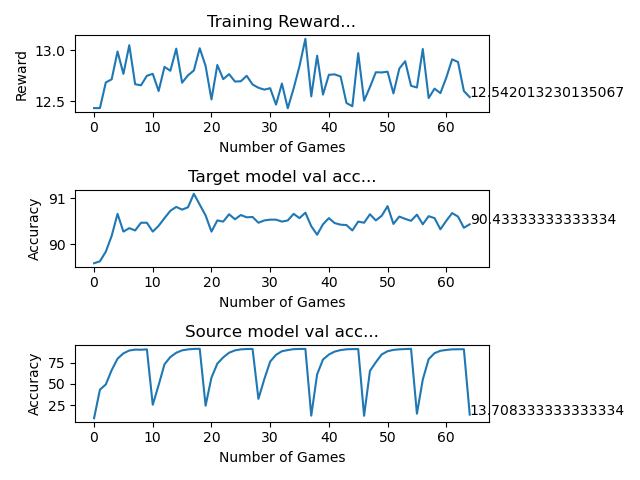 Training Reward...
Reward
13.0
12.5
12.542013230135067
0 10 20 30 40 50 60
Number of Games
Target model val acc...
Accuracy
91
90
90.43333333333334
0 10 20 30 40 50 60
Number of Games
Source model val acc...
Accuracy
75
50
25
13.708333333333334
0 10 20 30 40 50 60
Number of Games